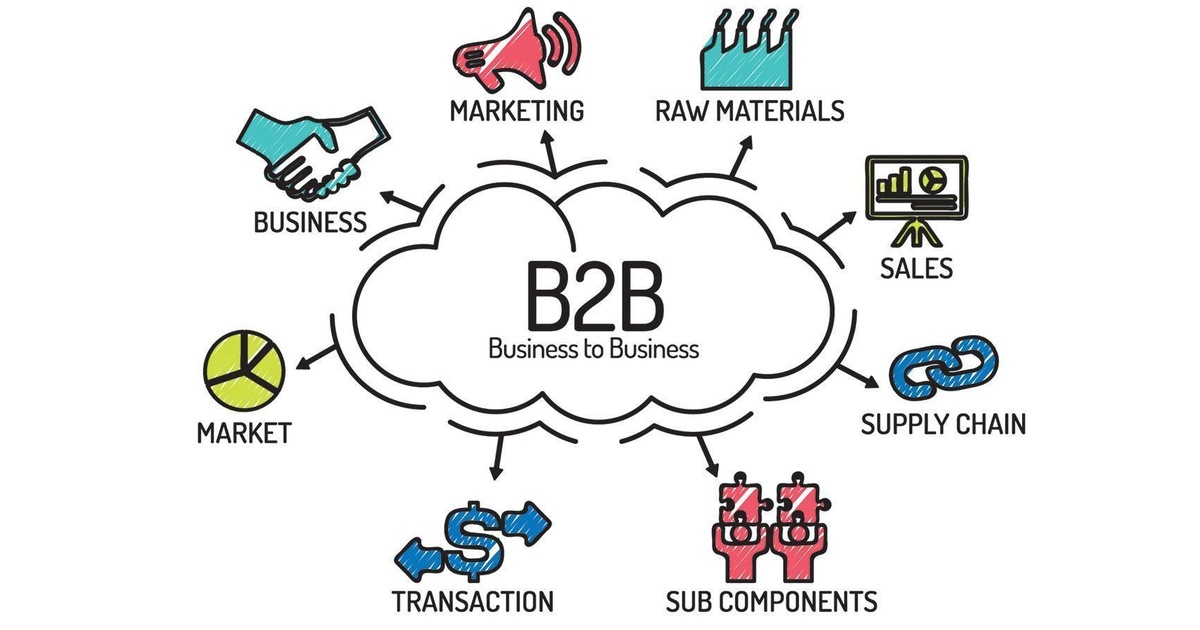 MARKETING
RAW MATERIALS
BUSINESS
SALES
B2B
Business to Business
MARKET
SUPPLY CHAIN
TRANSACTION
SUB COMPONENTS